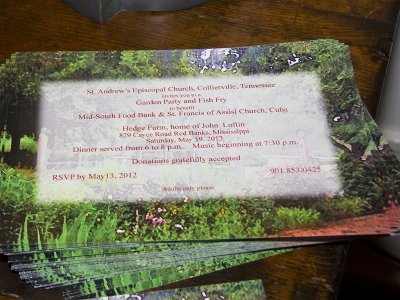 St. Andrew's Episcopal Church, Collierville, Tennessee
invites you to a
Garden Party and Fish Fry
to benefit
Mid-South Food Bank & St. Francis of Assisi Church, Cuba
Hedge Farm, home of John Loftin
879 Cayce Road Red Banks, Mississippi
Saturday, May 19, 2012
Dinner served from 6 to 8 p.m. Music beginning at 7:30 p.m.
Donations gratefully accepted
RSVP by May13, 2012 901.853.0425
Adults only please